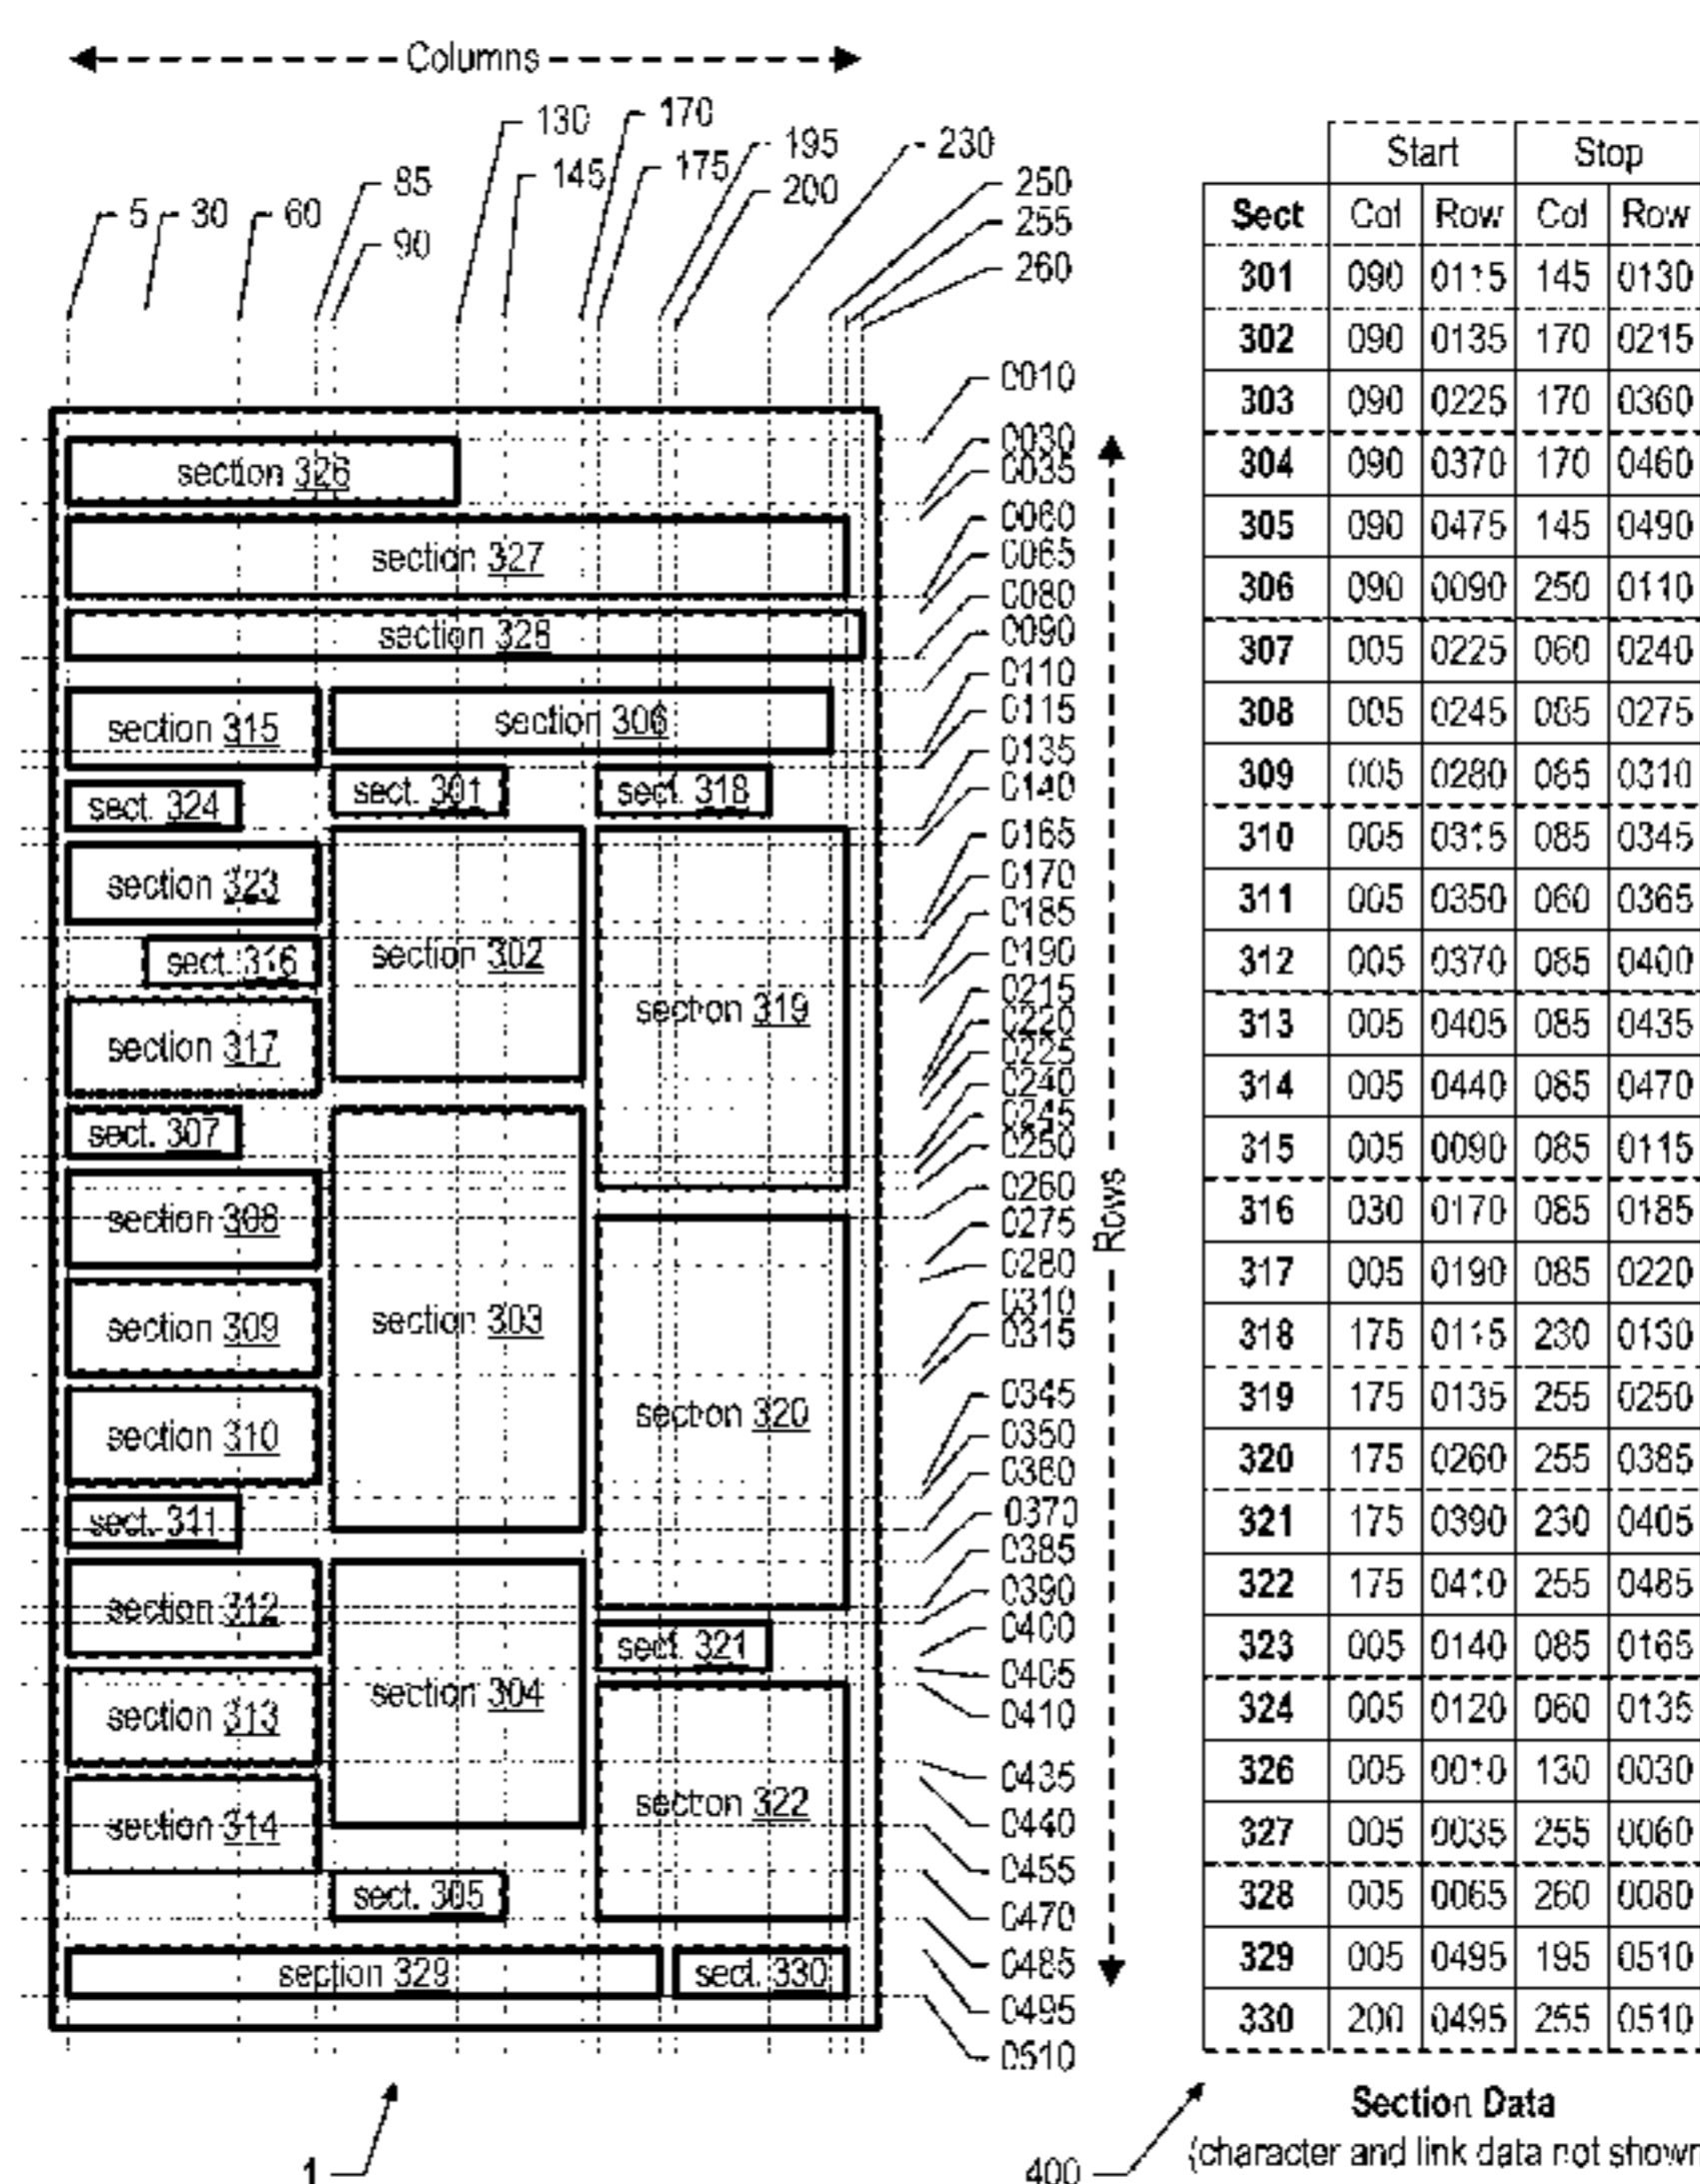 Columns
130
170
195
230
145
175
200
250
85
5
30
60
255
90
260
0010
0030
0035
section 326
0060
section 327
0065
0080
section 328
0090
0110
section 315
section 306
0115
0135
sect. 324
sect. 301
sect. 318
0140
0165
section 323
0170
0185
sect. 316
section 302
0190
0215
section 319
0220
section 317
0225
0240
sect. 307
0245
0250
0260
section 308
0275
0280
Rows
section 309
section 303
0310
0315
0345
section 310
section 320
0350
0360
sect. 311
0370
0385
section 312
0390
0400
sect. 321
0405
section 313
section 304
0410
0435
section 314
section 322
0440
0455
sect. 305
0470
section 329
sect. 330
0485
0495
0510
1
Start Stop
Sect Col Row Col Row
301 090 0115 145 0130
302 090 0135 170 0215
303 090 0225 170 0360
304 090 0370 170 0460
305 090 0475 145 0490
306 090 0090 250 0110
307 005 0225 060 0240
308 005 0245 085 0275
309 005 0280 085 0310
310 005 0315 085 0345
311 005 0350 060 0365
312 005 0370 085 0400
313 005 0405 085 0435
314 005 0440 085 0470
315 005 0090 085 0115
316 030 0170 085 0185
317 005 0190 085 0220
318 175 0115 230 0130
319 175 0135 255 0250
320 175 0260 255 0385
321 175 0390 230 0405
322 175 0410 255 0485
323 005 0140 085 0165
324 005 0120 060 0135
326 005 0010 130 0030
327 005 0035 255 0060
328 005 0065 260 0080
329 005 0495 195 0510
330 200 0495 255 0510
400
Section Data
(character and link data not shown